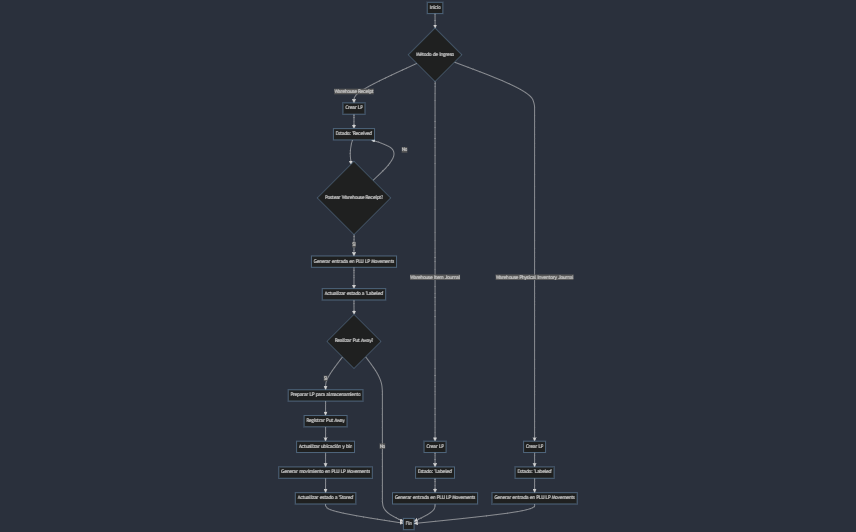 Inicio
Método de Ingreso
Warehouse Receipt
Crear LP
Estado: 'Received'
No
Postear Warehouse Receipt?
Sí
Generar entrada en PLU LP Movements
Warehouse Item Journal
Warehouse Physical Inventory Journal
Actualizar estado a 'Labeled'
Realizar Put Away?
Sí
Preparar LP para almacenamiento
Registrar Put Away
No
Actualizar ubicación y bin
Crear LP
Crear LP
Generar movimiento en PLU LP Movements
Estado: 'Labeled'
Estado: 'Labeled'
Actualizar estado a 'Stored'
Generar entrada en PLU LP Movements
Generar entrada en PLU LP Movements
Fin